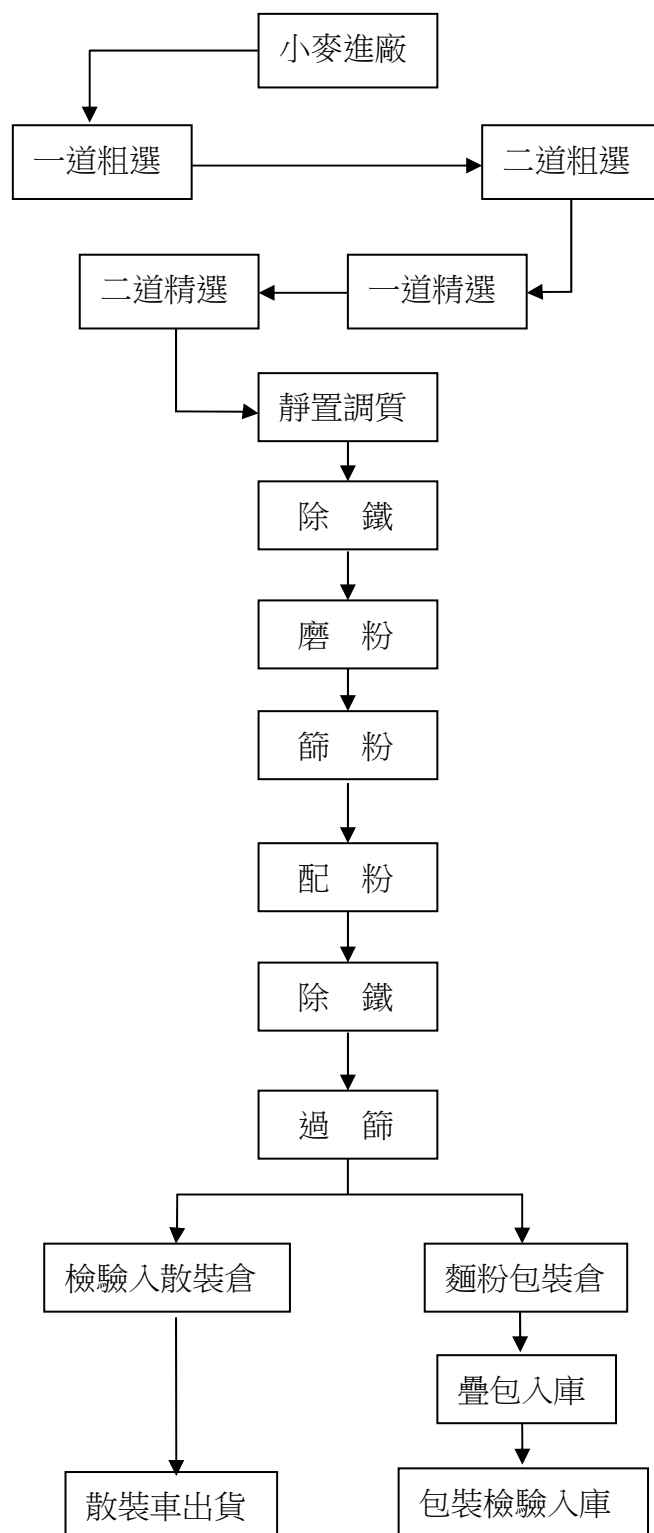 小麥進廠
一道粗選
二道粗選
二道精選
一道精選
靜置調質
除　鐵
磨　粉
篩　粉
配　粉
除　鐵
過　篩
檢驗入散裝倉
麵粉包裝倉
疊包入庫
散裝車出貨
包裝檢驗入庫